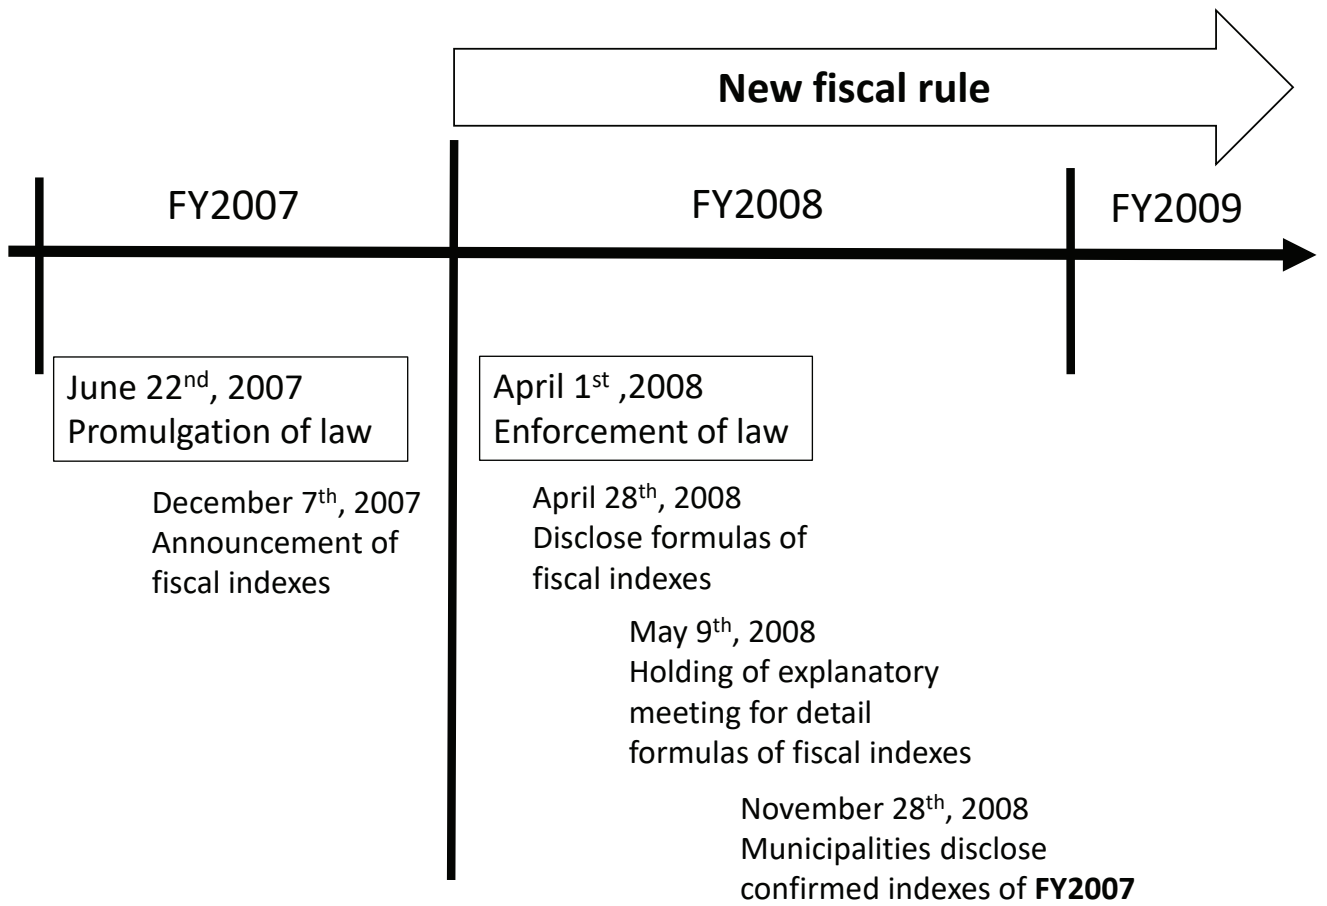 New fiscal rule
FY2007
FY2008
FY2009
June 22nd, 2007
Promulgation of law
December 7th, 2007
Announcement of
fiscal indexes
April 1st ,2008
Enforcement of law
April 28th, 2008
Disclose formulas of
fiscal indexes
May 9th, 2008
Holding of explanatory
meeting for detail
formulas of fiscal indexes
November 28th, 2008
Municipalities disclose
confirmed indexes of FY2007